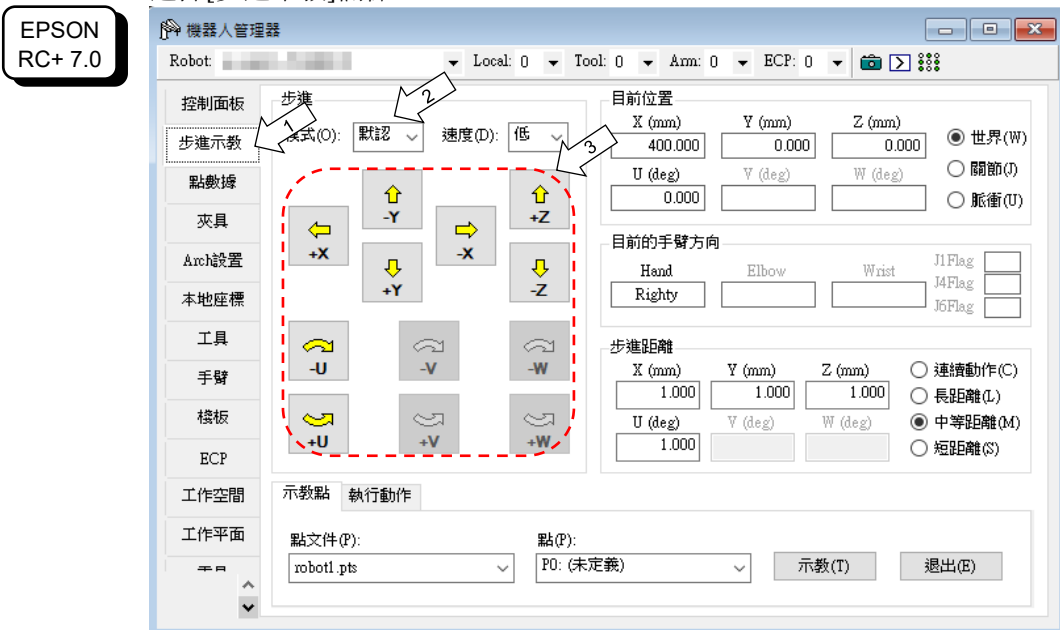 EPSON
RC+ 7.0
機器人管理器
Robot:
Local: 0
Tool: 0
Arm: 0
ECP: 0
控制面板
步進示教
點數據
夾具
Arch設置
本地座標
工具
手臂
棧板
ECP
工作空間
工作平面
步進
模式(O): 默認
速度(D): 低
1
2
3
-Y
+Z
+X
-X
+Y
-Z
-U
-V
-W
+U
+V
+W
目前位置
X (mm) Y (mm) Z (mm)
400.000 0.000 0.000
U (deg) V (deg) W (deg)
0.000
世界(W)
關節(J)
脈衝(U)
目前的手臂方向
Hand Elbow Wrist
Righty
J1Flag
J4Flag
J6Flag
步進距離
X (mm) Y (mm) Z (mm)
1.000 1.000 1.000
U (deg) V (deg) W (deg)
1.000
連續動作(C)
長距離(L)
中等距離(M)
短距離(S)
示教點 執行動作
點文件(P):
robot1.pts
點(P):
P0: (未定義)
示教(T)
退出(E)